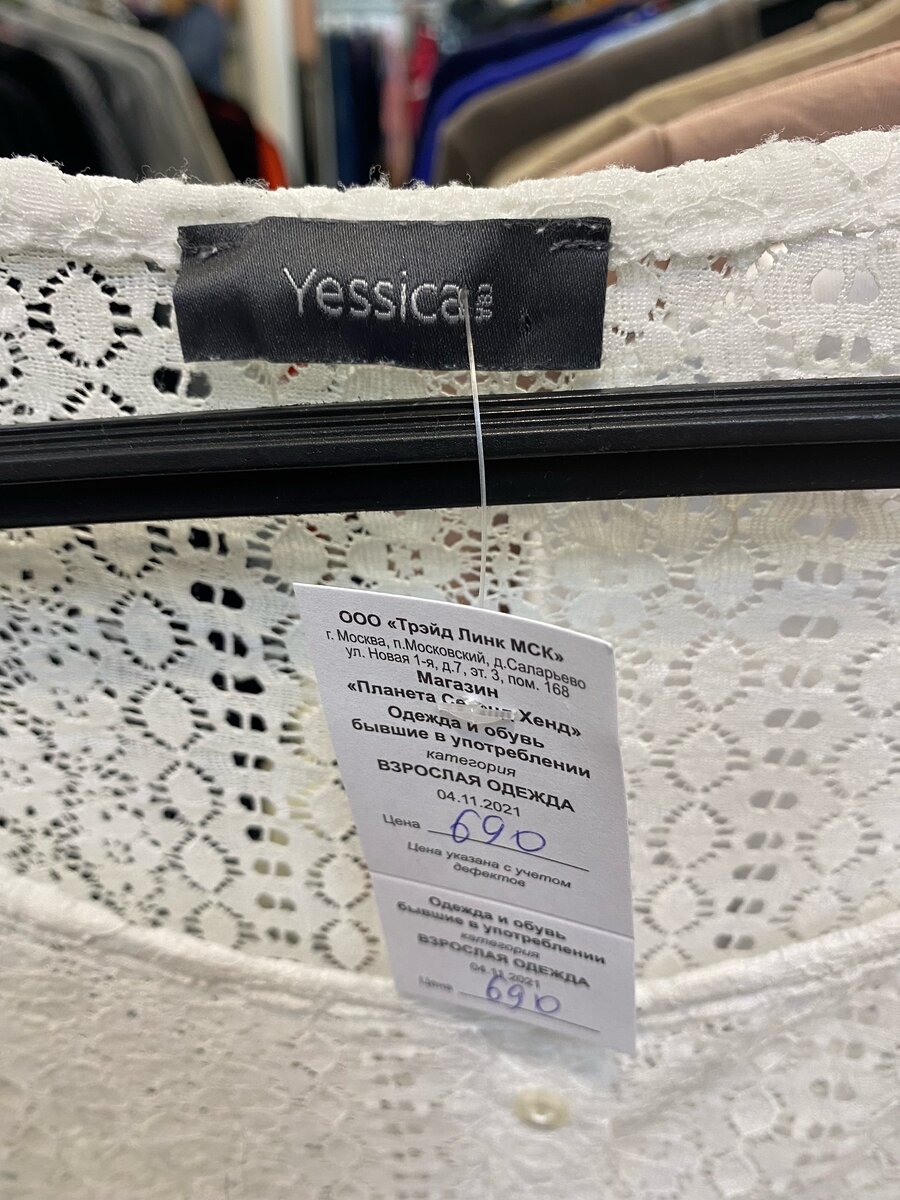 Yessica
ООО «Трэйд Линк МСК»
г. Москва, п.Московский, д.Саларьево
ул. Новая 1-я, д.7, эт. 3, пом. 168
Магазин
«Планета Хенд»
Одежда и обувь
бывшие в употреблении
категория
ВЗРОСЛАЯ ОДЕЖДА
04.11.2021
Цена 690
Цена указана с учетом
дефектов
Одежда и обувь
бывшие в употреблении
категория
ВЗРОСЛАЯ ОДЕЖДА
04.11.2021
Цена 690